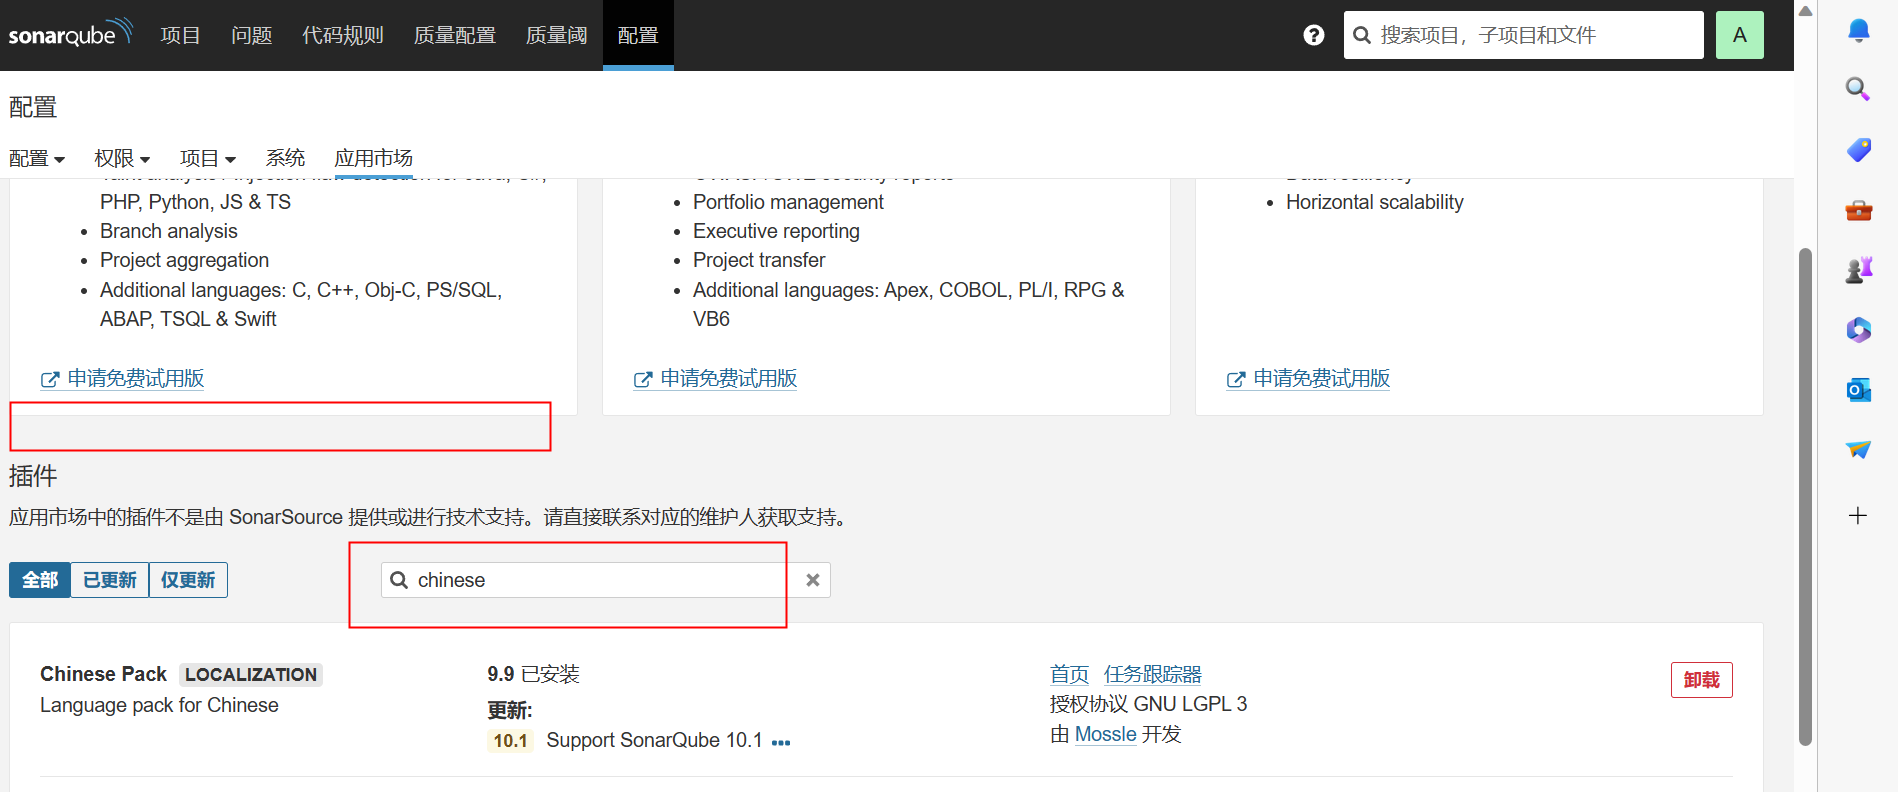 sonarqube 项目 问题 代码规则 质量配置 质量阈 配置 ? 搜索项目，子项目和文件 A
配置
配置 权限 项目 系统 应用市场
PHP, Python, JS & TS
Branch analysis
Project aggregation
Additional languages: C, C++, Obj-C, PS/SQL,
ABAP, TSQL & Swift
申请免费试用版
Portfolio management
Executive reporting
Project transfer
Additional languages: Apex, COBOL, PL/I, RPG &
VB6
申请免费试用版
Horizontal scalability
申请免费试用版
插件
应用市场中的插件不是由 SonarSource 提供或进行技术支持。请直接联系对应的维护人获取支持。
全部 已更新 仅更新 chinese
Chinese Pack LOCALIZATION
Language pack for Chinese
9.9 已安装
更新:
10.1 Support SonarQube 10.1
首页 任务跟踪器
授权协议 GNU LGPL 3
由 Mossle 开发
卸载